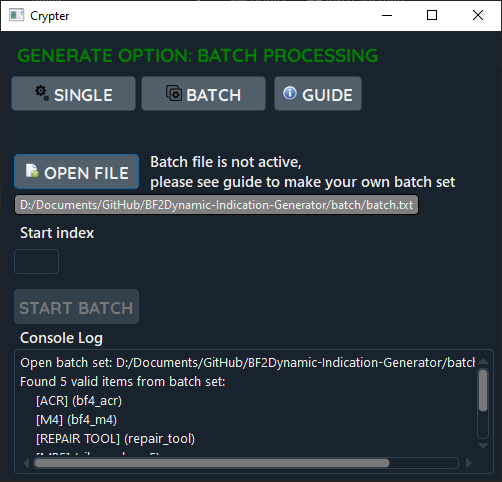 Crypter
GENERATE OPTION: BATCH PROCESSING
SINGLE
BATCH
GUIDE
OPEN FILE
Batch file is not active,
please see guide to make your own batch set
D:/Documents/GitHub/BF2Dynamic-Indication-Generator/batch/batch.txt
Start index
START BATCH
Console Log
Open batch set: D:/Documents/GitHub/BF2Dynamic-Indication-Generator/batch
Found 5 valid items from batch set:
[ACR] (bf4_acr)
[M4] (bf4_m4)
[REPAIR TOOL] (repair_tool)